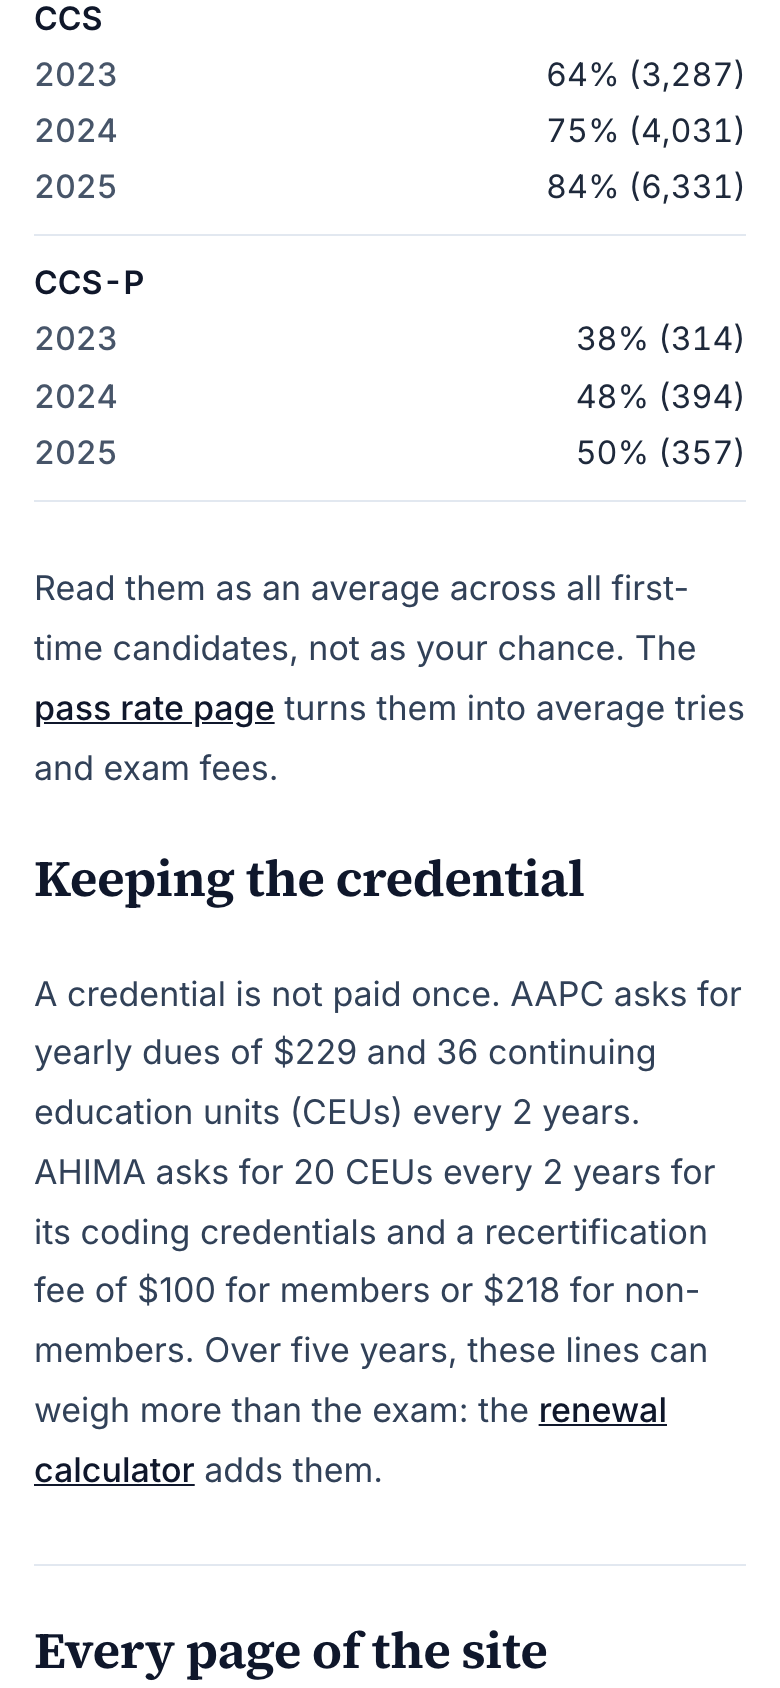 CCS
2023 64% (3,287)
2024 75% (4,031)
2025 84% (6,331)
CCS-P
2023 38% (314)
2024 48% (394)
2025 50% (357)
Read them as an average across all first-
time candidates, not as your chance. The
pass rate page turns them into average tries
and exam fees.
Keeping the credential
A credential is not paid once. AAPC asks for
yearly dues of $229 and 36 continuing
education units (CEUs) every 2 years.
AHIMA asks for 20 CEUs every 2 years for
its coding credentials and a recertification
fee of $100 for members or $218 for non-
members. Over five years, these lines can
weigh more than the exam: the renewal
calculator adds them.
Every page of the site